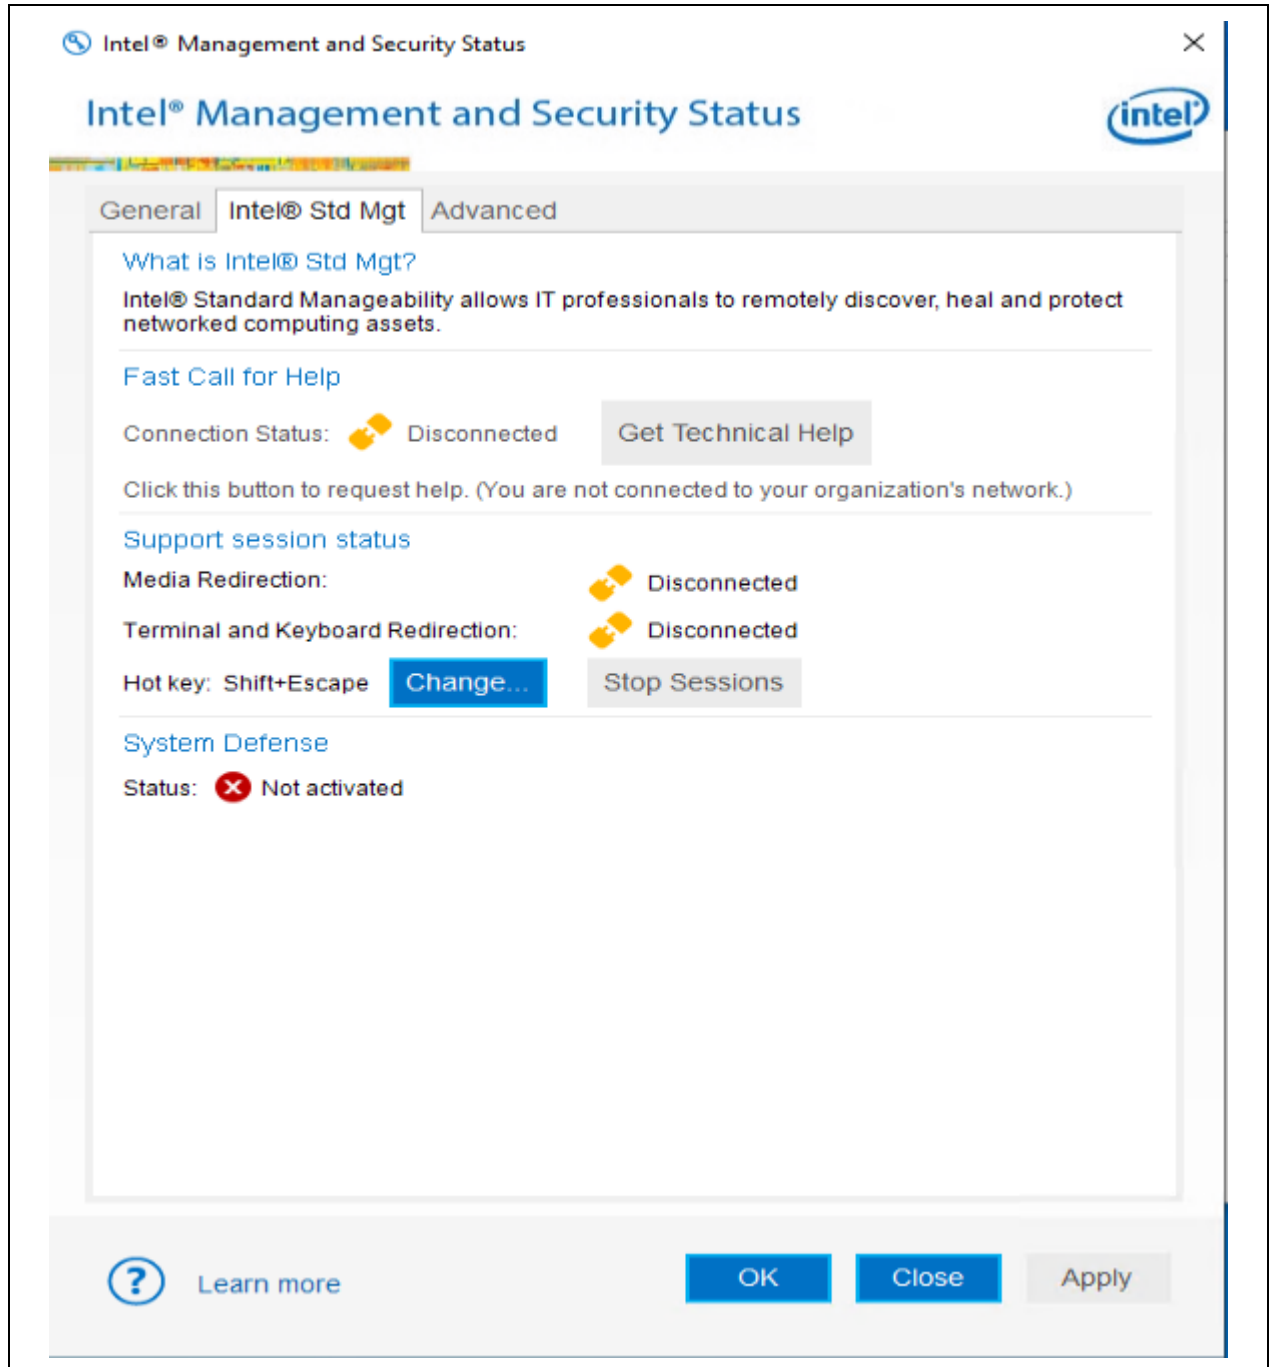 Intel® Management and Security Status
Intel® Management and Security Status
intel
General Intel® Std Mgt Advanced
What is Intel® Std Mgt?
Intel® Standard Manageability allows IT professionals to remotely discover, heal and protect
networked computing assets.
Fast Call for Help
Connection Status: Disconnected Get Technical Help
Click this button to request help. (You are not connected to your organization's network.)
Support session status
Media Redirection: Disconnected
Terminal and Keyboard Redirection: Disconnected
Hot key: Shift+Escape Change... Stop Sessions
System Defense
Status: Not activated
? Learn more OK Close Apply